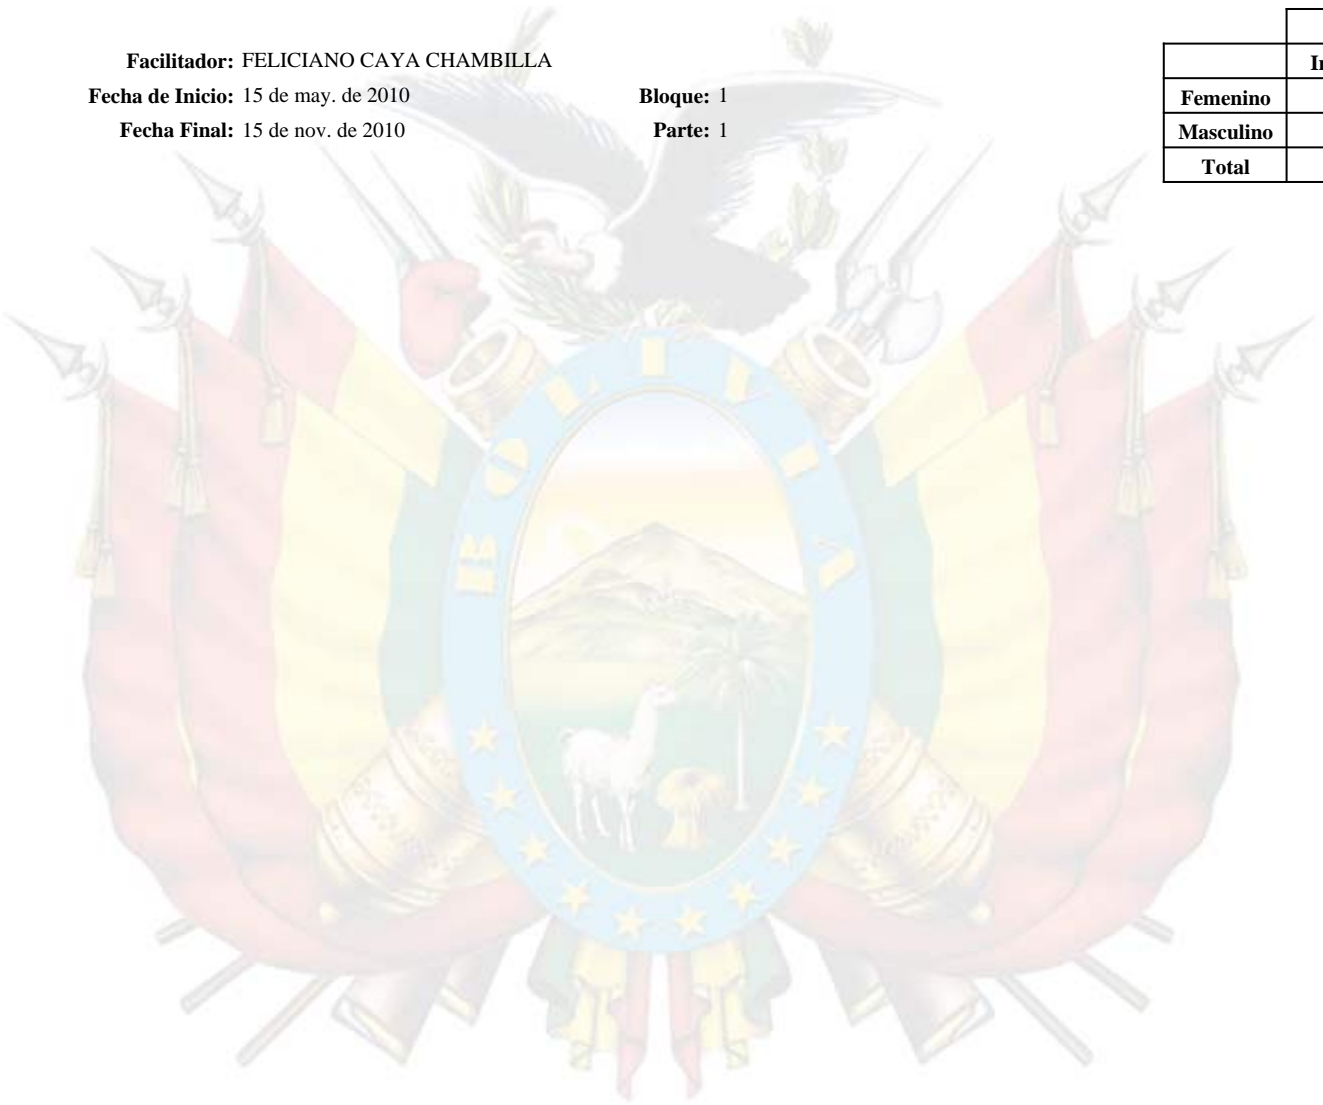 Facilitador: FELICIANO CAYA CHAMBILLA
Fecha de Inicio: 15 de may. de 2010 Bloque: 1
Fecha Final: 15 de nov. de 2010 Parte: 1
Femenino
Masculino
Total
BOLIVIA